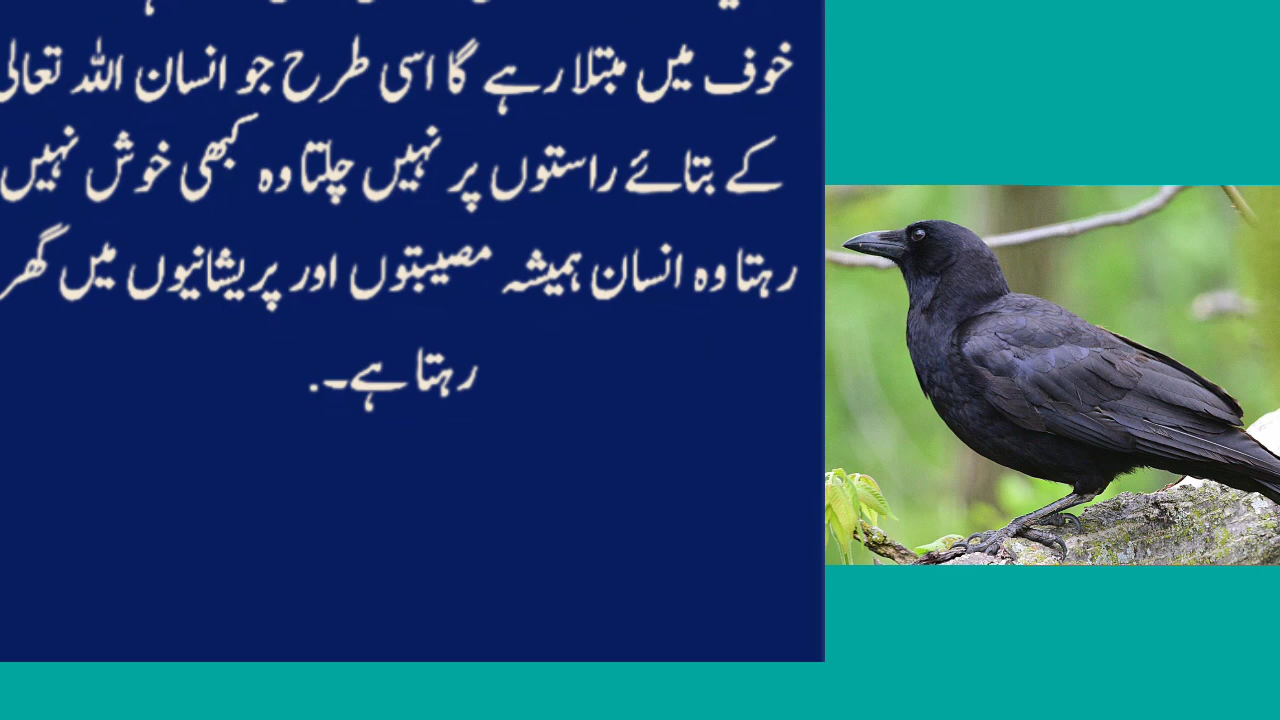 خوف میں مبتلا رہے گا اسی طرح جو انسان اللہ تعالی
کے بتائے راستوں پر نہیں چلتا وہ کبھی خوش نہیں
رہتا وہ انسان ہمیشہ مصیبتوں اور پریشانیوں میں گھر
رہتا ہے۔.